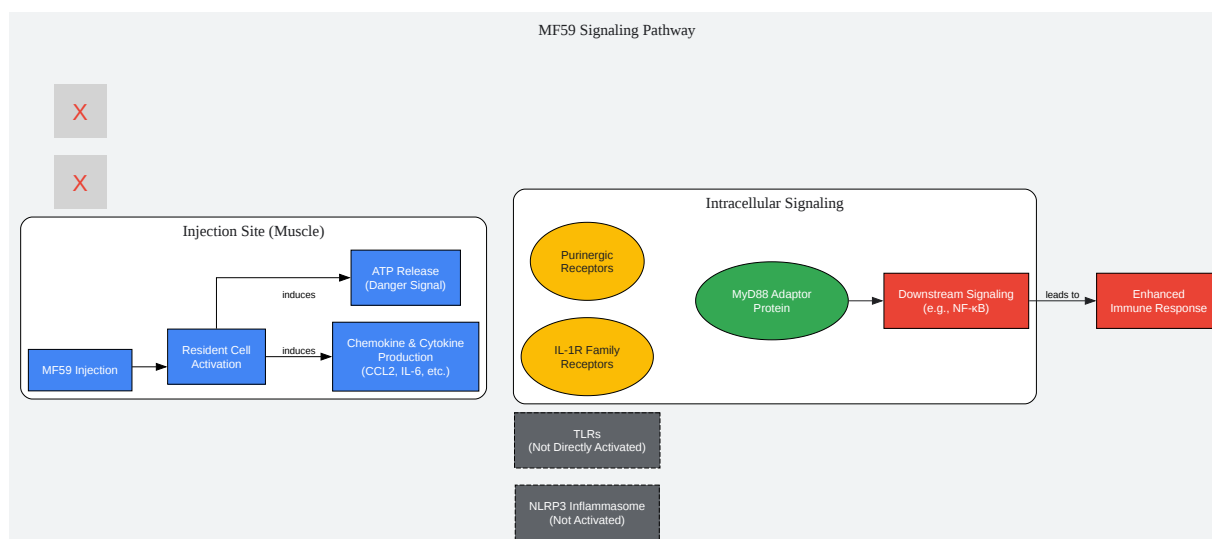 MF59 Signaling Pathway
X
X
Injection Site (Muscle)
ATP Release
(Danger Signal)
induces
Resident Cell
Activation
induces
Chemokine & Cytokine
Production
(CCL2, IL-6, etc.)
MF59 Injection
Intracellular Signaling
Purinergic
Receptors
MyD88 Adaptor
Protein
Downstream Signaling
(e.g., NF-κB)
leads to
Enhanced
Immune Response
IL-1R Family
Receptors
TLRs
(Not Directly Activated)
NLRP3 Inflammasome
(Not Activated)